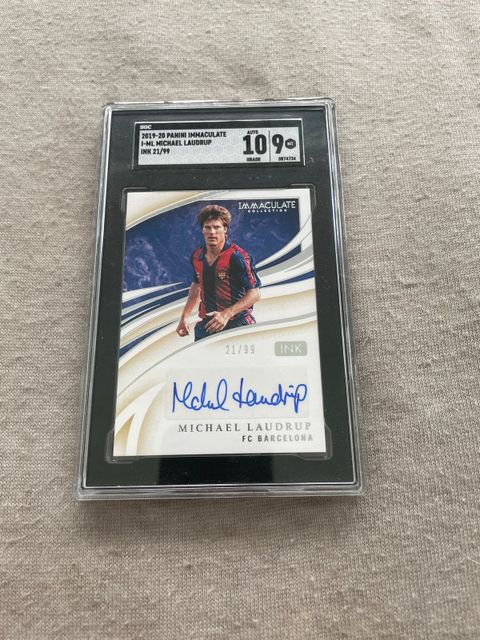 SGC
2019-20 PANINI IMMACULATE
I-ML MICHAEL LAUDRUP
INK 21/99
AUTO
10
GRADE
9 MT
0874734
IMMACULATE
COLLECTION
21/99
INK
Michael Laudrup
MICHAEL LAUDRUP
FC BARCELONA